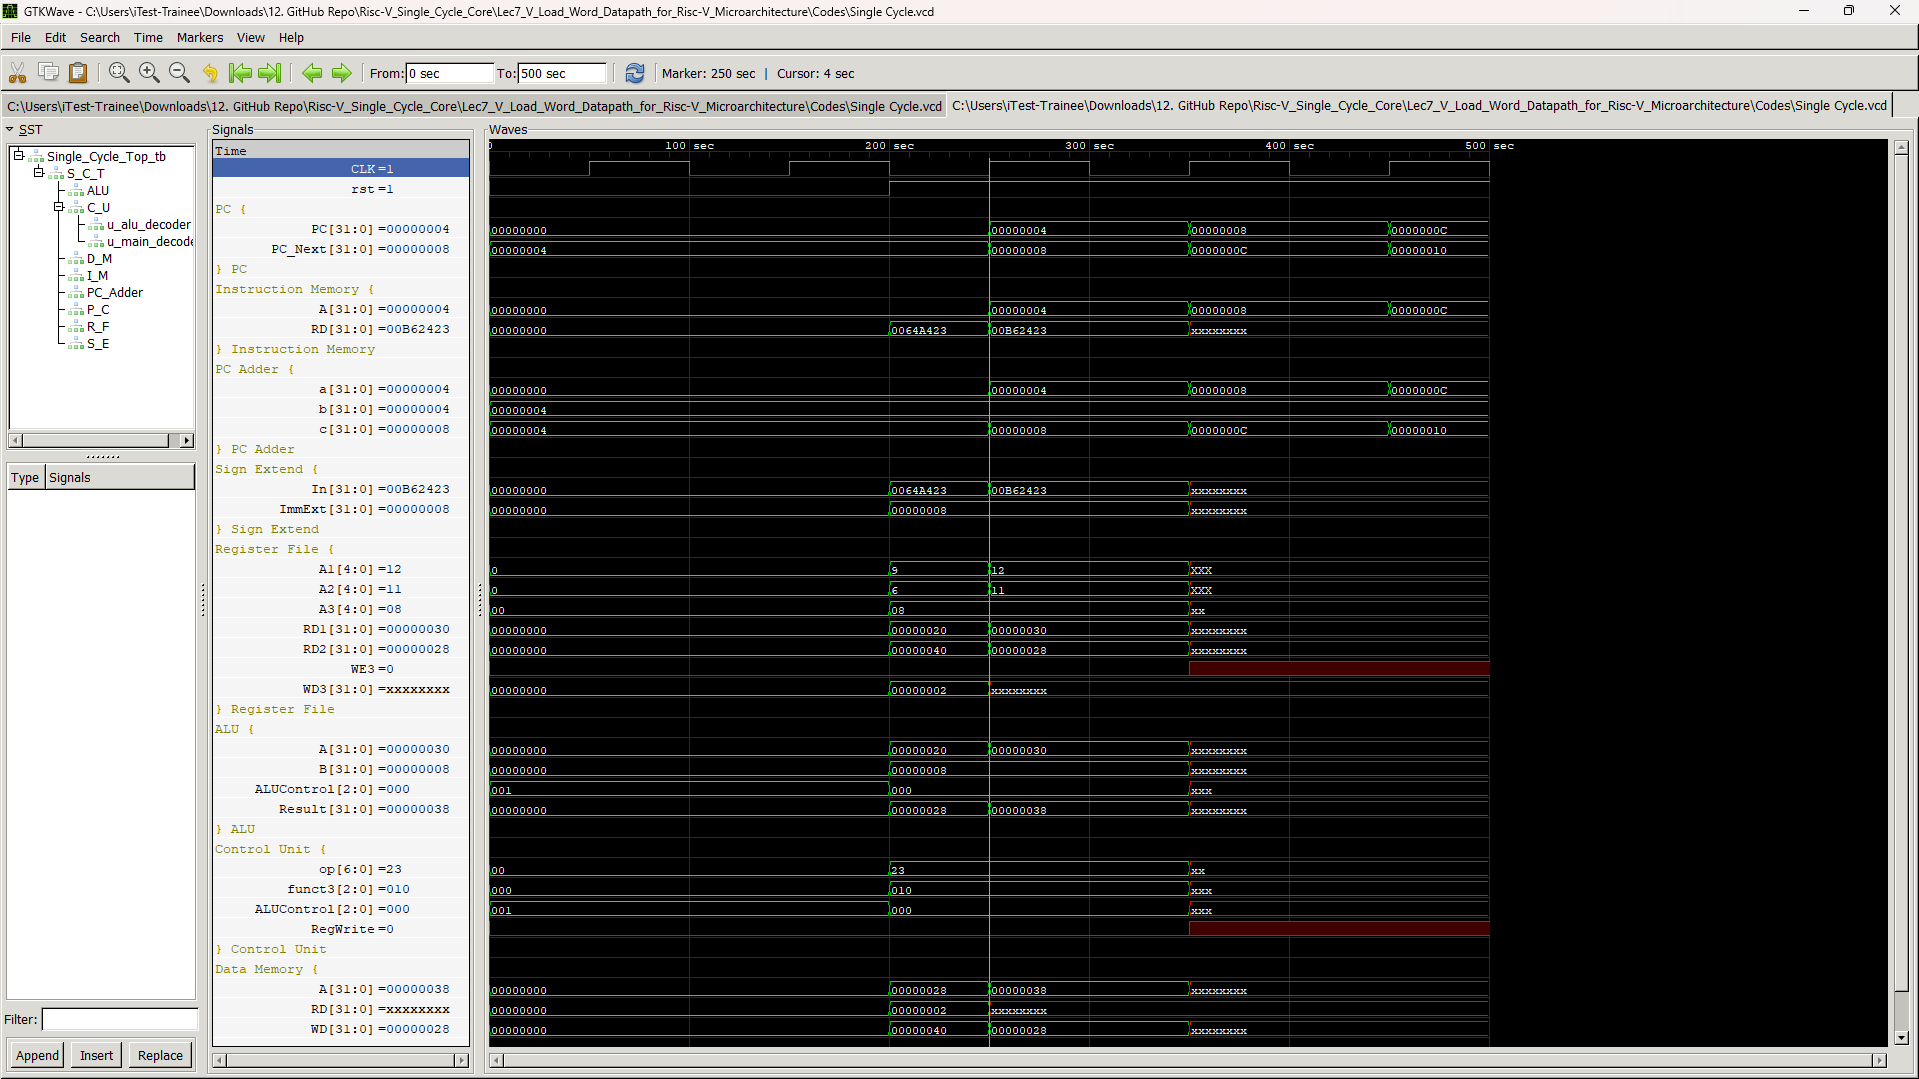 GTKWave - C:\Users\iTest-Trainee\Downloads\12. GitHub Repo\Risc-V_Single_Cycle_Core\Lec7_V_Load_Word_Datapath_for_Risc-V_Microarchitecture\Codes\Single Cycle.vcd
File Edit Search Time Markers View Help
From: 0 sec To: 500 sec Marker: 250 sec | Cursor: 4 sec
C:\Users\iTest-Trainee\Downloads\12. GitHub Repo\Risc-V_Single_Cycle_Core\Lec7_V_Load_Word_Datapath_for_Risc-V_Microarchitecture\Codes\Single Cycle.vcd
C:\Users\iTest-Trainee\Downloads\12. GitHub Repo\Risc-V_Single_Cycle_Core\Lec7_V_Load_Word_Datapath_for_Risc-V_Microarchitecture\Codes\Single Cycle.vcd
SST
Single_Cycle_Top_tb
S_C_T
ALU
C_U
u_alu_decoder
u_main_decode
D_M
I_M
PC_Adder
P_C
R_F
S_E
Type Signals
Filter:
Append Insert Replace
Signals
Time
CLK =1
rst =1
PC {
PC[31:0] =00000004
PC_Next[31:0] =00000008
} PC
Instruction Memory {
A[31:0] =00000004
RD[31:0] =00B62423
} Instruction Memory
PC Adder {
a[31:0] =00000004
b[31:0] =00000004
c[31:0] =00000008
} PC Adder
Sign Extend {
In[31:0] =00B62423
ImmExt[31:0] =00000008
} Sign Extend
Register File {
A1[4:0] =12
A2[4:0] =11
A3[4:0] =08
RD1[31:0] =00000030
RD2[31:0] =00000028
WE3 =0
WD3[31:0] =xxxxxxxx
} Register File
ALU {
A[31:0] =00000030
B[31:0] =00000008
ALUControl[2:0] =000
Result[31:0] =00000038
} ALU
Control Unit {
op[6:0] =23
funct3[2:0] =010
ALUControl[2:0] =000
RegWrite =0
} Control Unit
Data Memory {
A[31:0] =00000038
RD[31:0] =xxxxxxxx
WD[31:0] =00000028
Waves
0 100 sec 200 sec 300 sec 400 sec 500 sec
00000000 00000004 00000008 0000000C
00000004 00000008 0000000C 00000010
00000000 00000004 00000008 0000000C
00000000 0064A423 00B62423 xxxxxxxx
00000000 00000004 00000008 0000000C
00000004
00000004 00000008 0000000C 00000010
00000000 0064A423 00B62423 xxxxxxxx
00000000 00000008 xxxxxxxx
0 9 12 XXX
0 6 11 XXX
00 08 xx
00000000 00000020 00000030 xxxxxxxx
00000000 00000040 00000028 xxxxxxxx
00000000 00000002 xxxxxxxx
00000000 00000020 00000030 xxxxxxxx
00000000 00000008 xxxxxxxx
001 000 xxx
00000000 00000028 00000038 xxxxxxxx
00 23 xx
000 010 xxx
001 000 xxx
00000000 00000028 00000038 xxxxxxxx
00000000 00000002 xxxxxxxx
00000000 00000040 00000028 xxxxxxxx